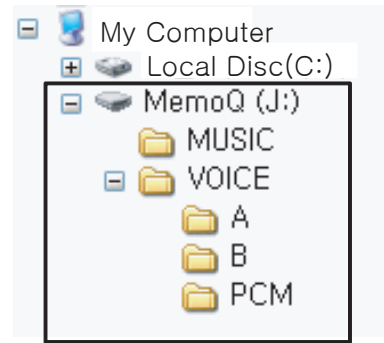 My Computer
Local Disc(C:)
MemoQ (J:)
MUSIC
VOICE
A
B
PCM